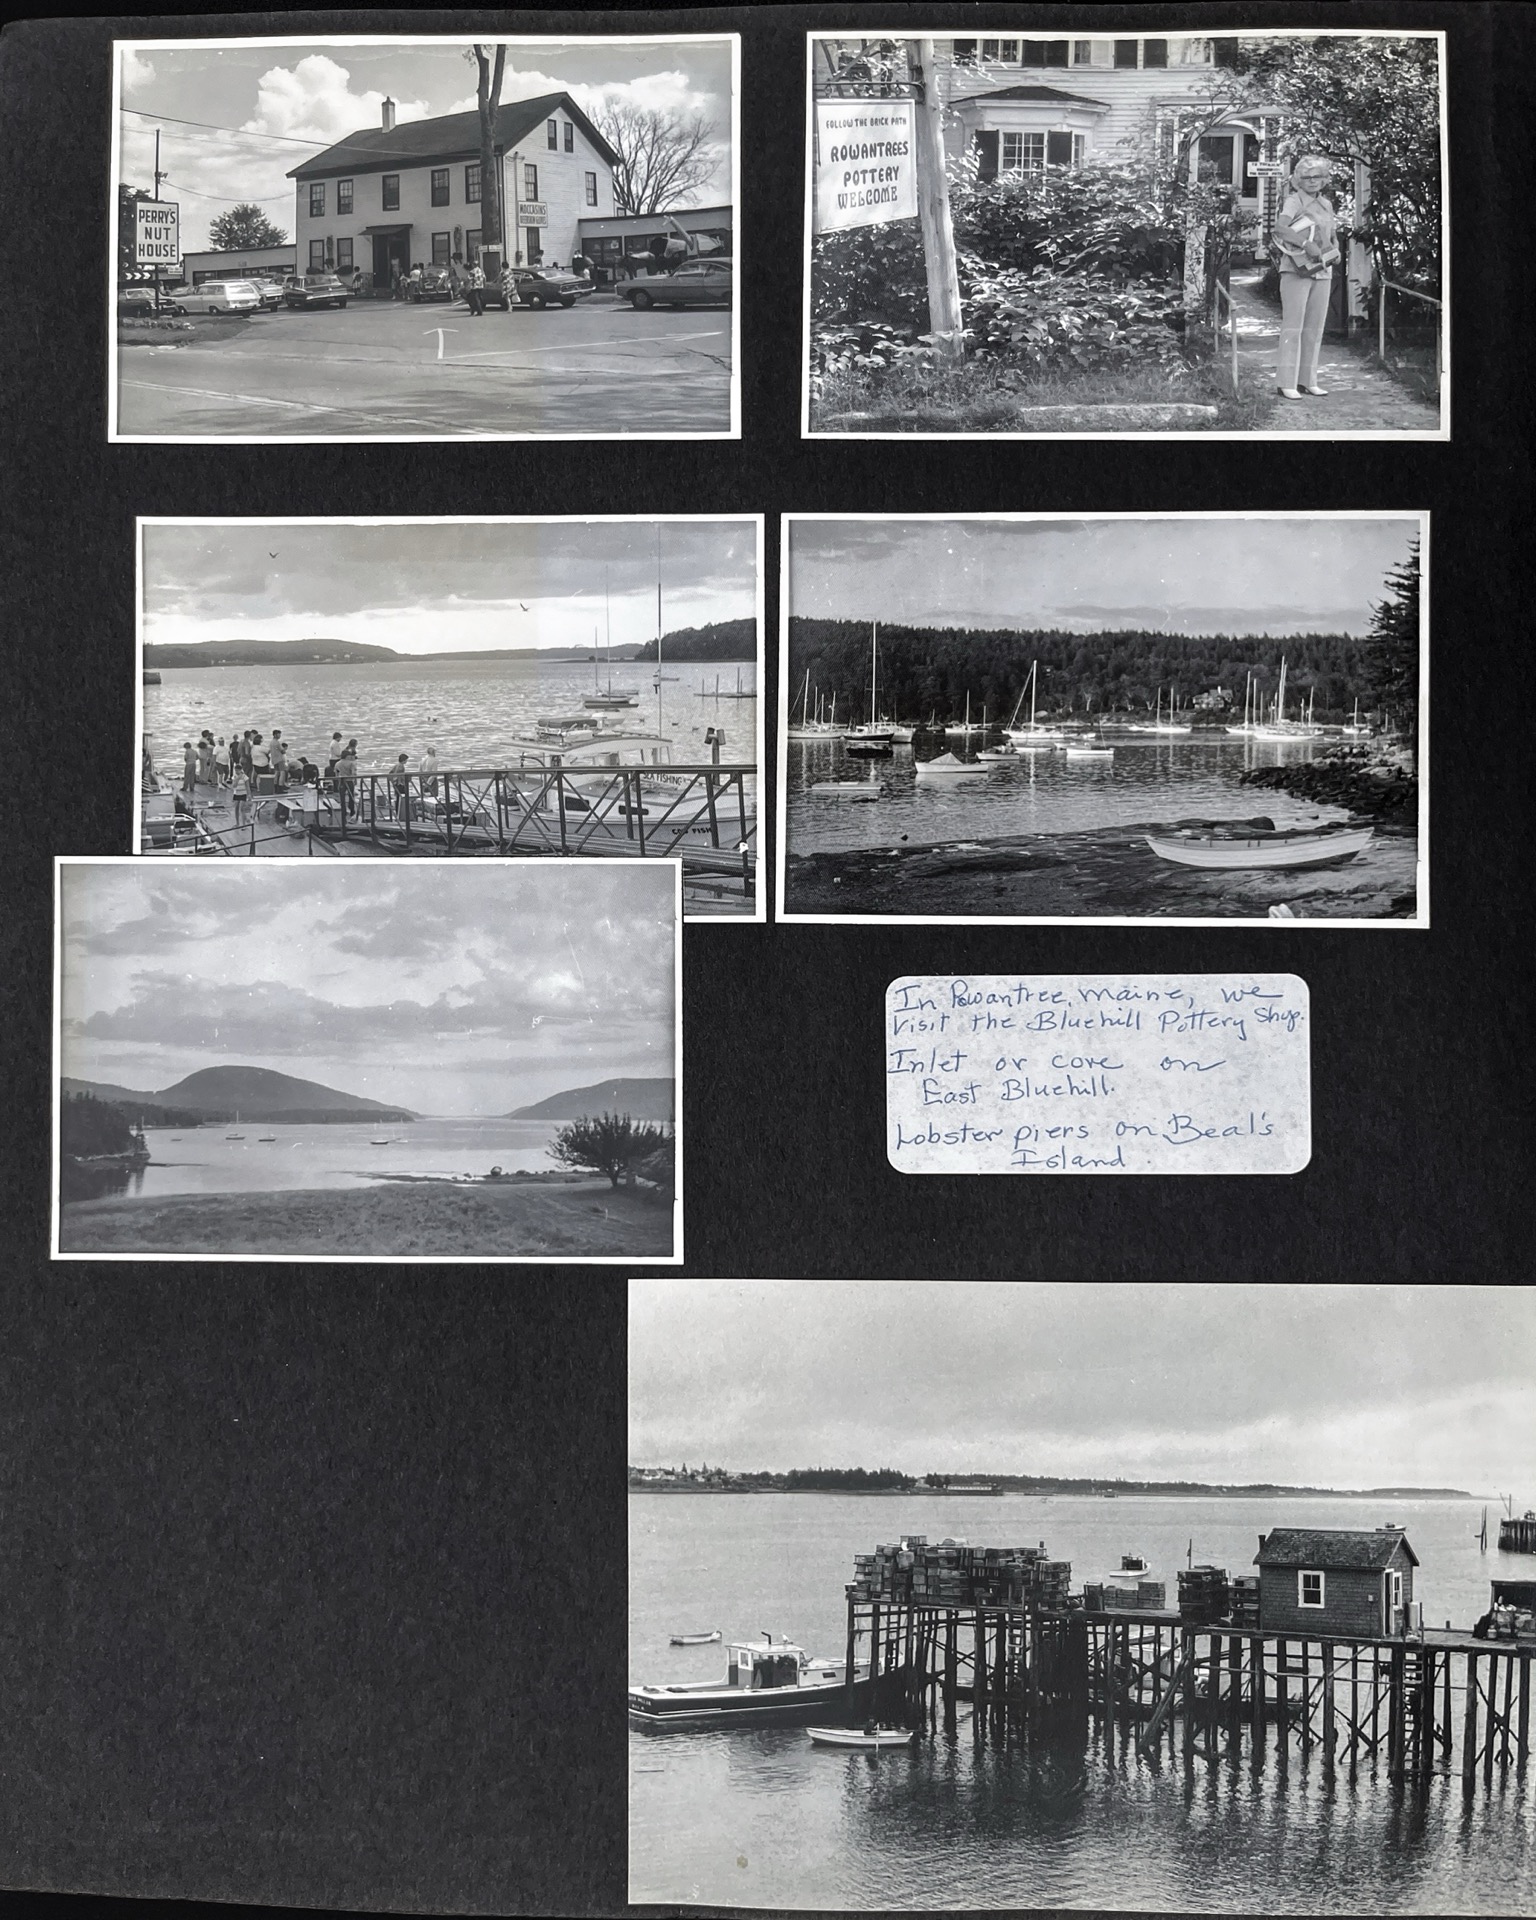 PERRY'S
NUT
HOUSE
MOCCASINS
FOLLOW THE BRICK PATH
ROWANTREES
POTTERY
WELCOME
SEA FISHING
FISH
In Rowantree, Maine, we
visit the Bluehill Pottery Shop.
Inlet or cove on
East Bluehill.
Lobster piers on Beal's
Island.